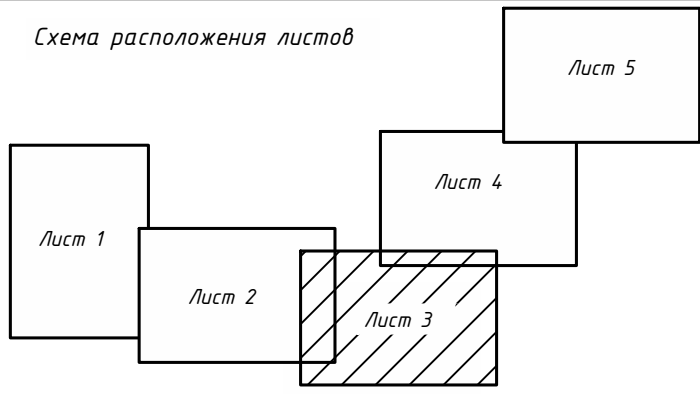 Схема расположения листов
Лист 5
Лист 4
Лист 1
Лист 2
Лист 3